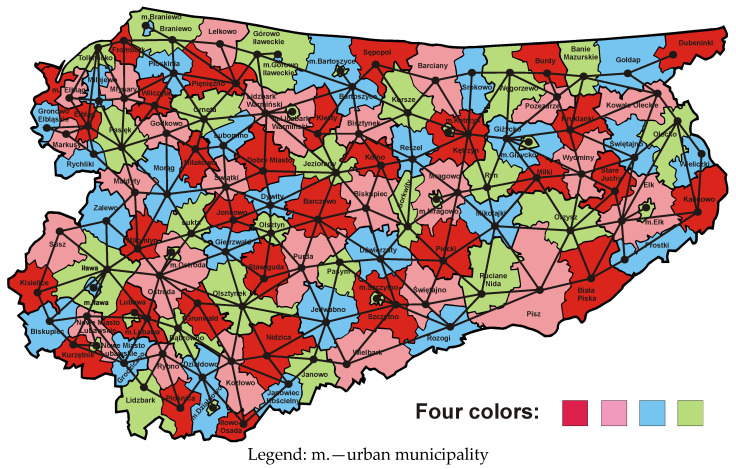 m.Braniewo
Braniewo
Lelkowo
Górowo
Iławeckie
Frombork
Tolkmicko
Płoskinia
m.Górowo
Iławeckie
m.Bartoszyce
Sępopol
Barciany
Srokowo
Węgorzewo
Banie
Mazurskie
Burdy
Gołdap
Dubeninki
Pieniężno
Milejewo
Młynary
Wilczęta
m. Elbląg
Elbląg
Gronowo
Elbląskie
Markusy
Rychliki
Pasłęk
Godkowo
Orneta
Lidzbark
Warmiński
m.Lidzbark
Warmiński
Kiwity
Bartoszyce
Bisztynek
Korsze
Kętrzyn
Reszel
Pozezdrze
Kruklanki
Kowale Oleckie
Giżycko
m.Giżycko
Olecko
Świętajno
Wieliczki
Wydminy
Stare
Juchy
Miłki
Ryn
Mrągowo
m.Mrągowo
Kolno
Jeziorany
Lubomino
Dobre Miasto
Miłakowo
Morąg
Małdyty
Świątki
Zalewo
Jonkowo
Dywity
Barczewo
Biskupiec
Sorkwity
Mikołajki
Orzysz
Ełk
m.Ełk
Kalinowo
Prostki
Susz
Łukta
m.Ostróda
Ostróda
Gietrzwałd
Olsztyn
Stawiguda
Purda
Pasym
Dźwierzuty
Piecki
Ruciane
Nida
Biała
Piska
Pisz
Kisielice
Iława
m.Iława
Lubawa
m.Lubawa
Biskupiec
Nowe Miasto
Lubawskie
Nowe Miasto
Lubawskie
Kurzętnik
Grodziczno
Grunwald
Dąbrówno
Olsztynek
Nidzica
Jedwabno
m.Szczytno
Szczytno
Świętajno
Rozogi
Wielbark
Rybno
Działdowo
m.Działdowo
Kozłowo
Janowo
Janowiec
Kościelny
Lidzbark
Płośnica
Iłowo
Osada
Four colors:
Legend: m.—urban municipality